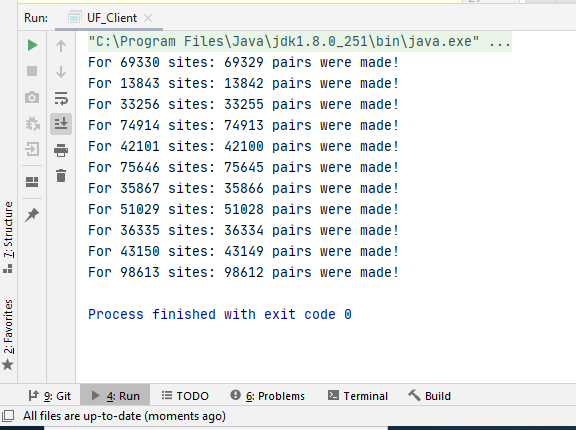 Run:
UF_Client
"C:\Program Files\Java\jdk1.8.0_251\bin\java.exe" ...
For 69330 sites: 69329 pairs were made!
For 13843 sites: 13842 pairs were made!
For 33256 sites: 33255 pairs were made!
For 74914 sites: 74913 pairs were made!
For 42101 sites: 42100 pairs were made!
For 75646 sites: 75645 pairs were made!
For 35867 sites: 35866 pairs were made!
For 51029 sites: 51028 pairs were made!
For 36335 sites: 36334 pairs were made!
For 43150 sites: 43149 pairs were made!
For 98613 sites: 98612 pairs were made!
Process finished with exit code 0
7: Structure
2: Favorites
9: Git
4: Run
TODO
6: Problems
Terminal
Build
All files are up-to-date (moments ago)